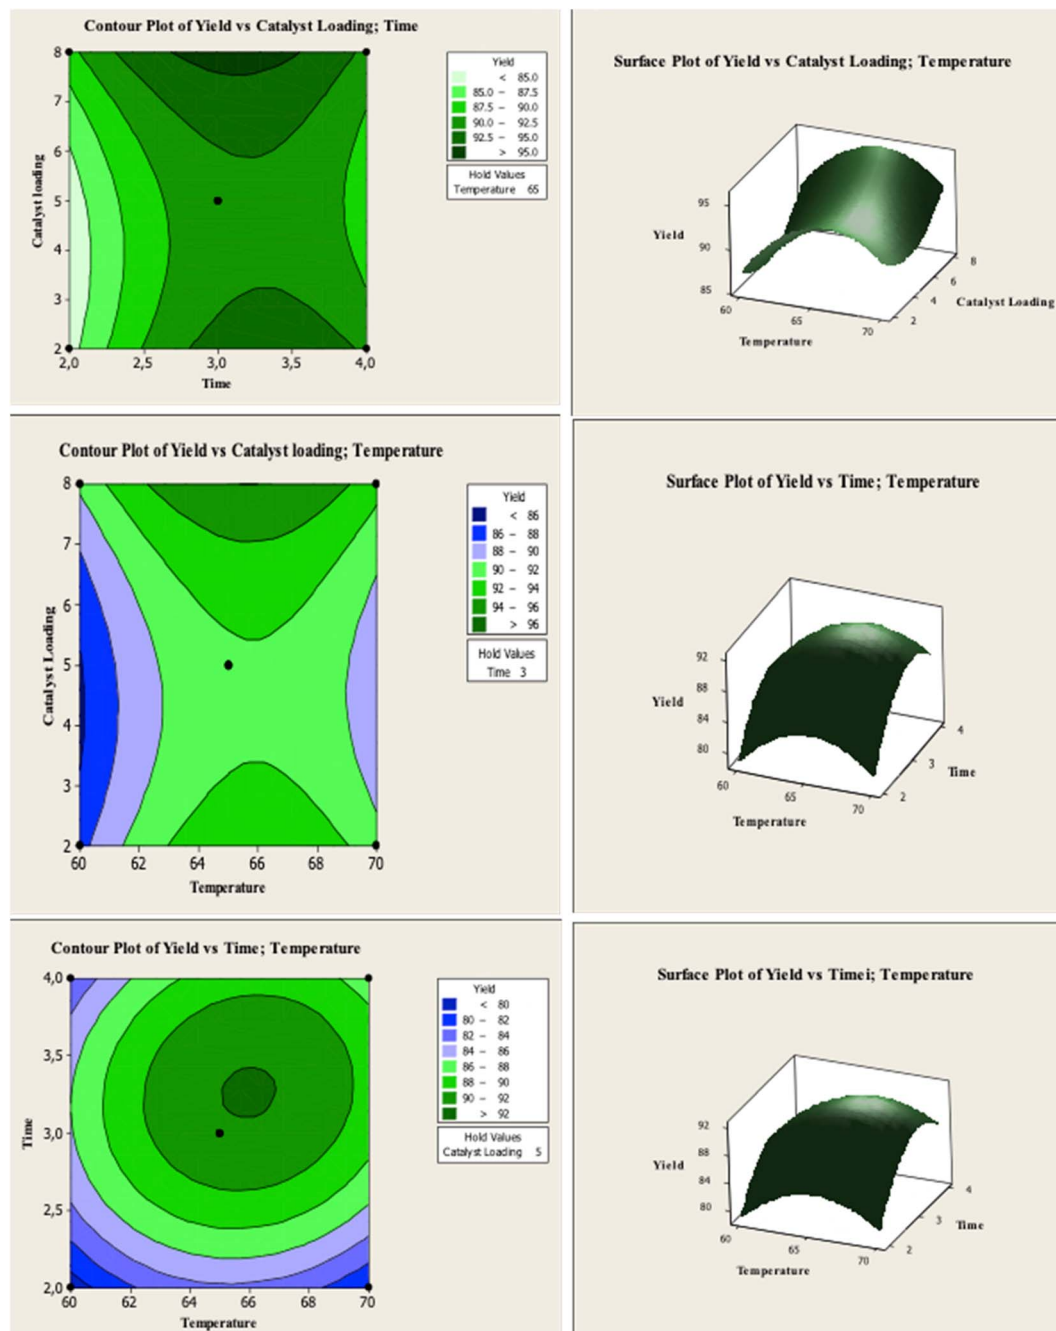 Contour Plot of Yield vs Catalyst Loading; Time
8
7
6
5
4
3
2
2,0 2,5 3,0 3,5 4,0
Catalyst loading
Time
Yield
< 85.0
85.0 – 87.5
87.5 – 90.0
90.0 – 92.5
92.5 – 95.0
> 95.0
Hold Values
Temperature 65
Surface Plot of Yield vs Catalyst Loading; Temperature
95
90
85
Yield
60 65 70
Temperature
2 4 6 8
Catalyst Loading
Contour Plot of Yield vs Catalyst loading; Temperature
8
7
6
5
4
3
2
60 62 64 66 68 70
Catalyst Loading
Temperature
Yield
< 86
86 – 88
88 – 90
90 – 92
92 – 94
94 – 96
> 96
Hold Values
Time 3
Surface Plot of Yield vs Time; Temperature
92
88
84
80
Yield
60 65 70
Temperature
2 3 4
Time
Contour Plot of Yield vs Time; Temperature
4,0
3,5
3,0
2,5
2,0
60 62 64 66 68 70
Time
Temperature
Yield
< 80
80 – 82
82 – 84
84 – 86
86 – 88
88 – 90
90 – 92
> 92
Hold Values
Catalyst Loading 5
Surface Plot of Yield vs Timei; Temperature
92
88
84
80
Yield
60 65 70
Temperature
2 3 4
Time